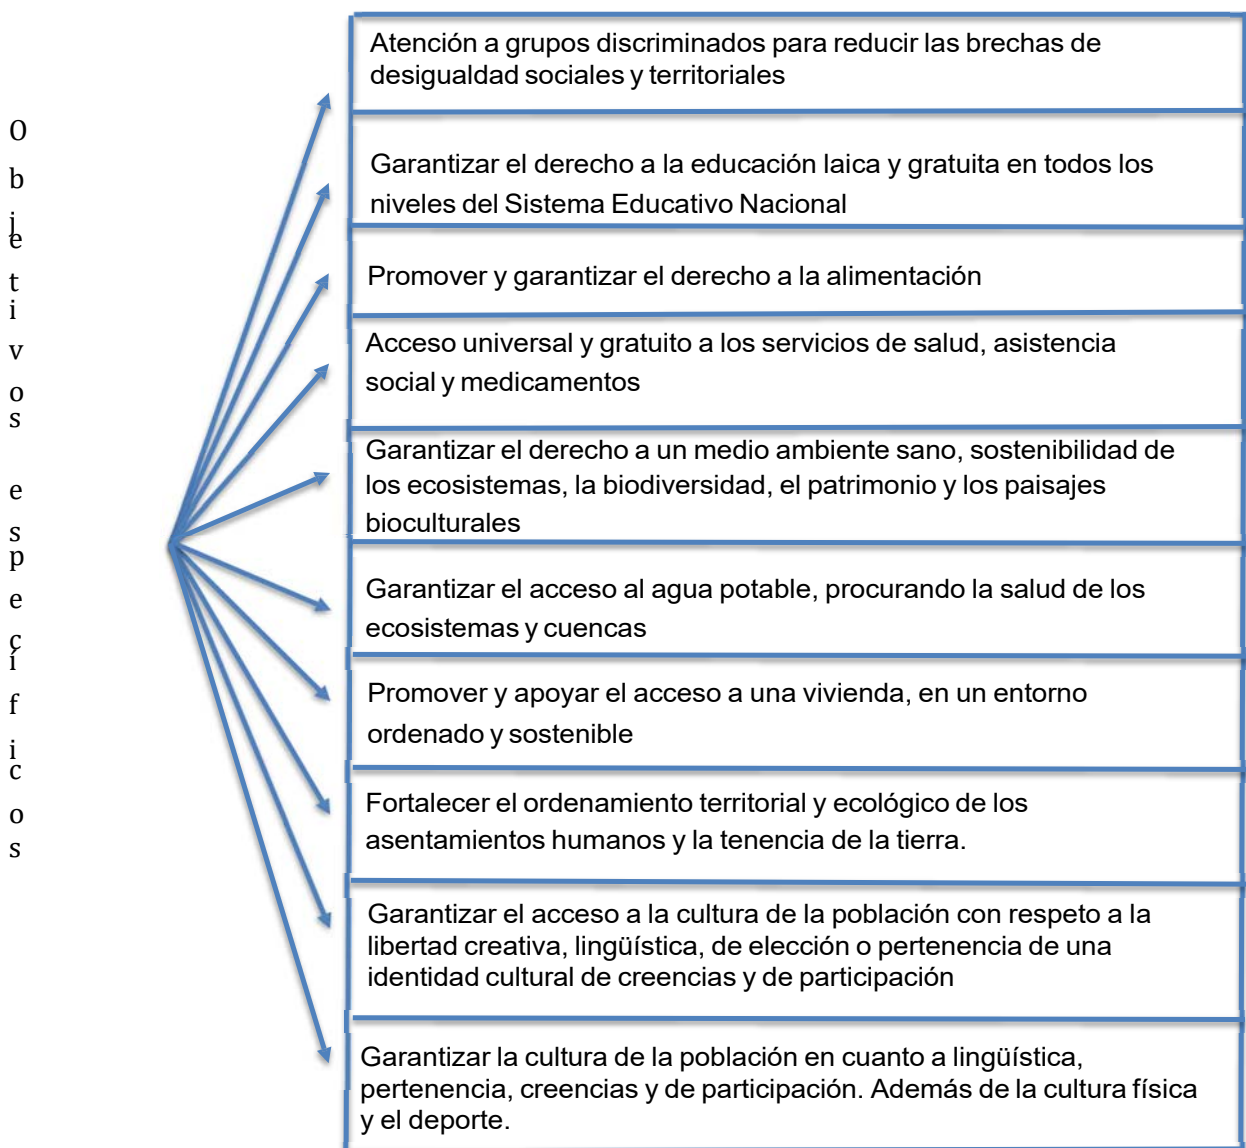 Objetivos específicos
Atención a grupos discriminados para reducir las brechas de
desigualdad sociales y territoriales
Garantizar el derecho a la educación laica y gratuita en todos los
niveles del Sistema Educativo Nacional
Promover y garantizar el derecho a la alimentación
Acceso universal y gratuito a los servicios de salud, asistencia
social y medicamentos
Garantizar el derecho a un medio ambiente sano, sostenibilidad de
los ecosistemas, la biodiversidad, el patrimonio y los paisajes
bioculturales
Garantizar el acceso al agua potable, procurando la salud de los
ecosistemas y cuencas
Promover y apoyar el acceso a una vivienda, en un entorno
ordenado y sostenible
Fortalecer el ordenamiento territorial y ecológico de los
asentamientos humanos y la tenencia de la tierra.
Garantizar el acceso a la cultura de la población con respeto a la
libertad creativa, lingüística, de elección o pertenencia de una
identidad cultural de creencias y de participación
Garantizar la cultura de la población en cuanto a lingüística,
pertenencia, creencias y de participación. Además de la cultura física
y el deporte.